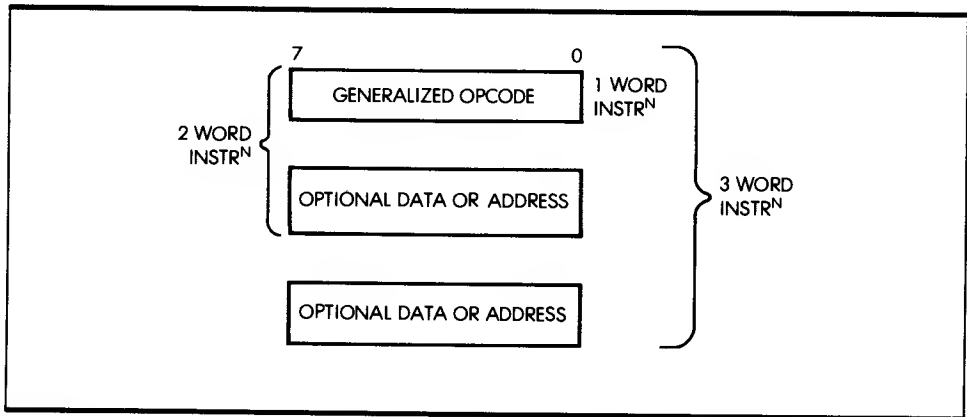 7 0
GENERALIZED OPCODE
1 WORD
INSTRᴺ
2 WORD
INSTRᴺ
OPTIONAL DATA OR ADDRESS
3 WORD
INSTRᴺ
OPTIONAL DATA OR ADDRESS